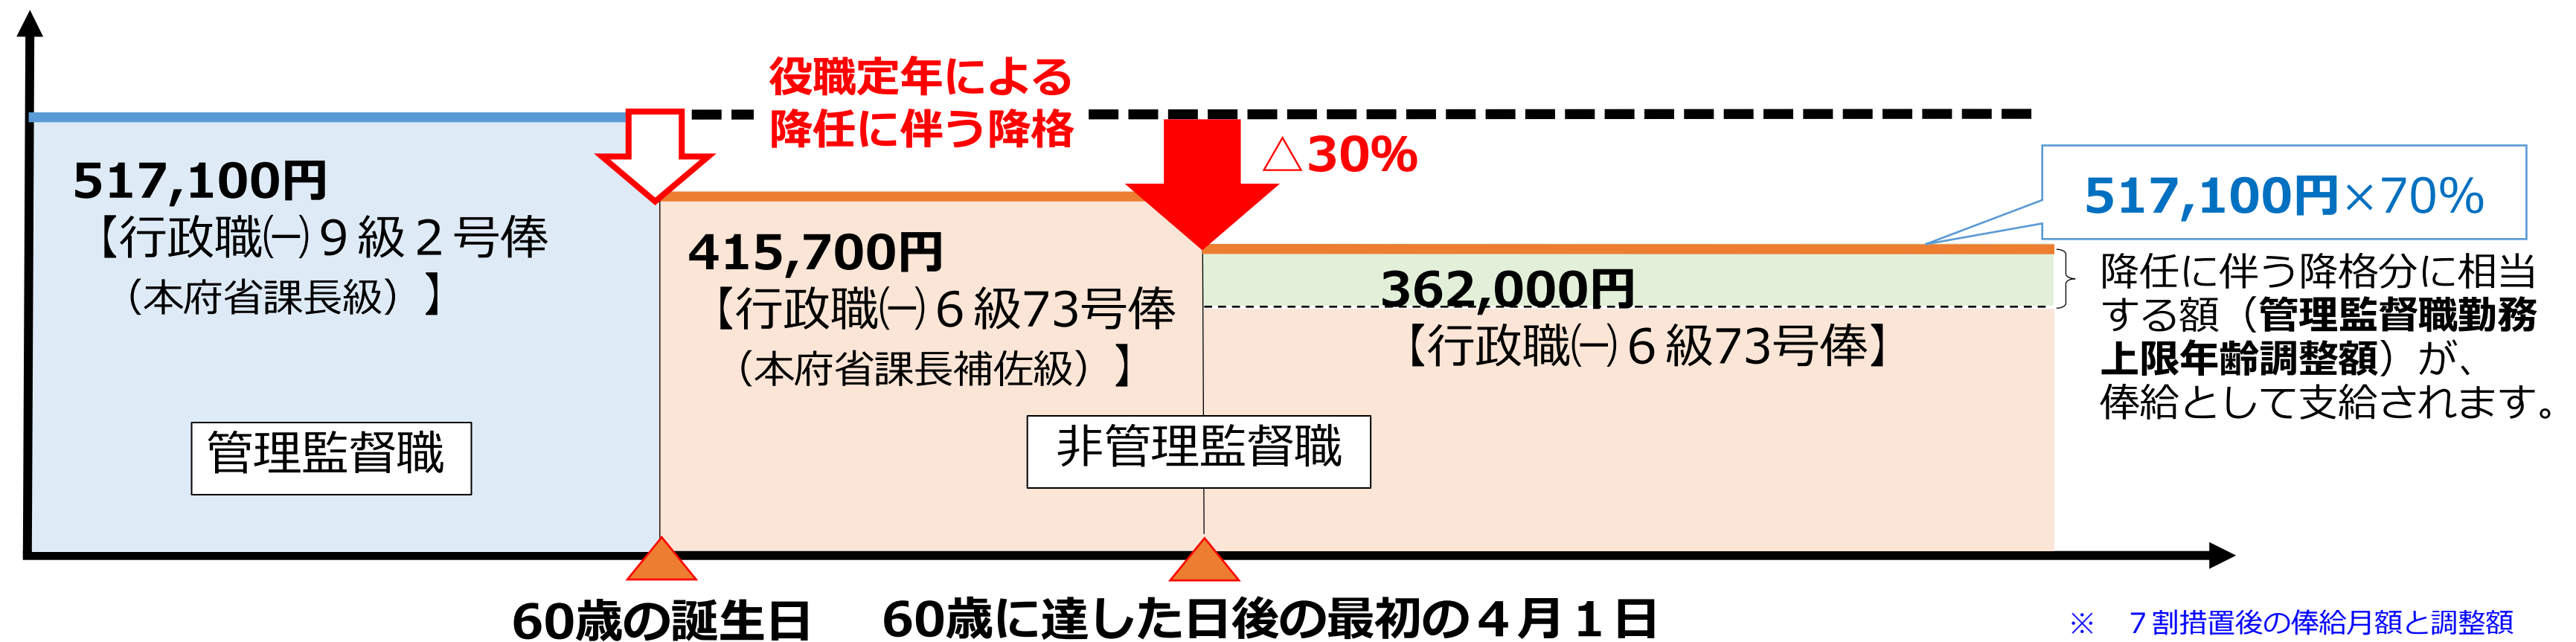 役職定年による
降任に伴う降格
517,100円
【行政職㈠９級２号俸
（本府省課長級）】
415,700円
【行政職㈠６級73号俸
（本府省課長補佐級）】
△30%
362,000円
【行政職㈠６級73号俸】
517,100円×70%
降任に伴う降格分に相当
する額（管理監督職勤務
上限年齢調整額）が、
俸給として支給されます。
管理監督職
非管理監督職
60歳の誕生日
60歳に達した日後の最初の４月１日
※　７割措置後の俸給月額と調整額